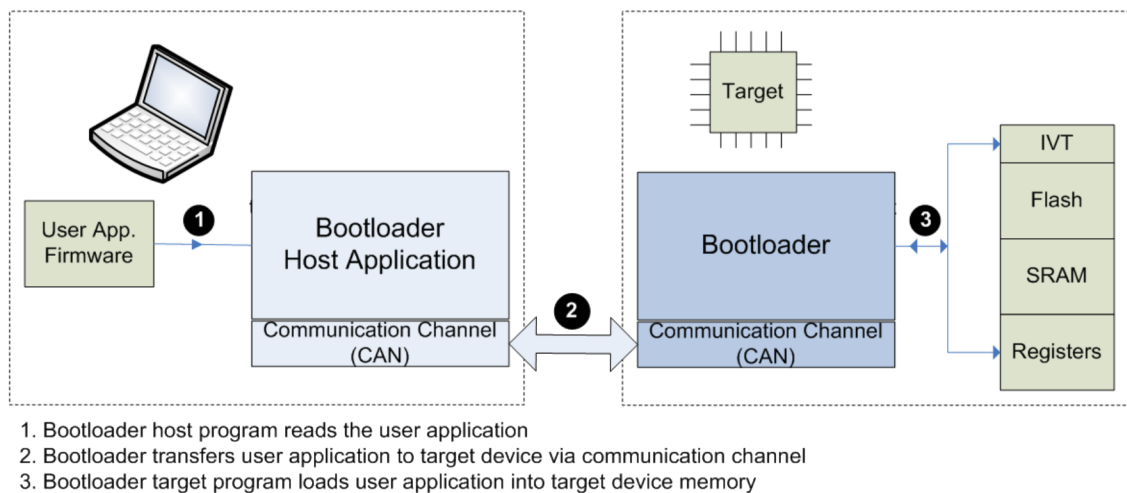 Target
IVT
Flash
SRAM
Registers
User App.
Firmware
1
Bootloader
Host Application
Communication Channel
(CAN)
2
Bootloader
Communication Channel
(CAN)
3
1. Bootloader host program reads the user application
2. Bootloader transfers user application to target device via communication channel
3. Bootloader target program loads user application into target device memory